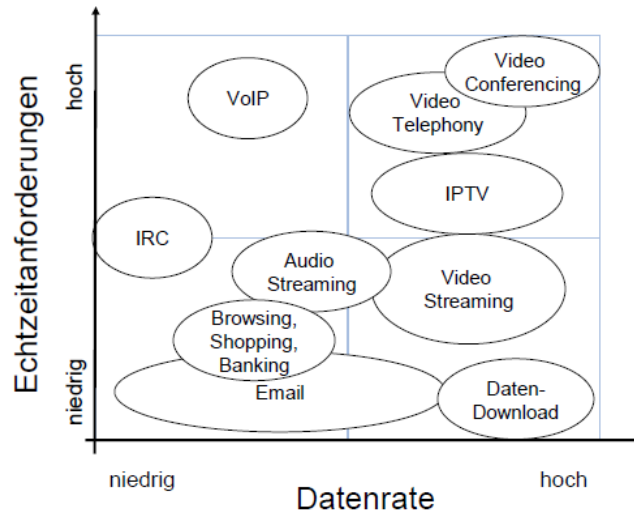 Echtzeitanforderungen
hoch
niedrig
VoIP
Video
Conferencing
Video
Telephony
IPTV
IRC
Audio
Streaming
Video
Streaming
Browsing,
Shopping,
Banking
Email
Daten-
Download
niedrig
hoch
Datenrate